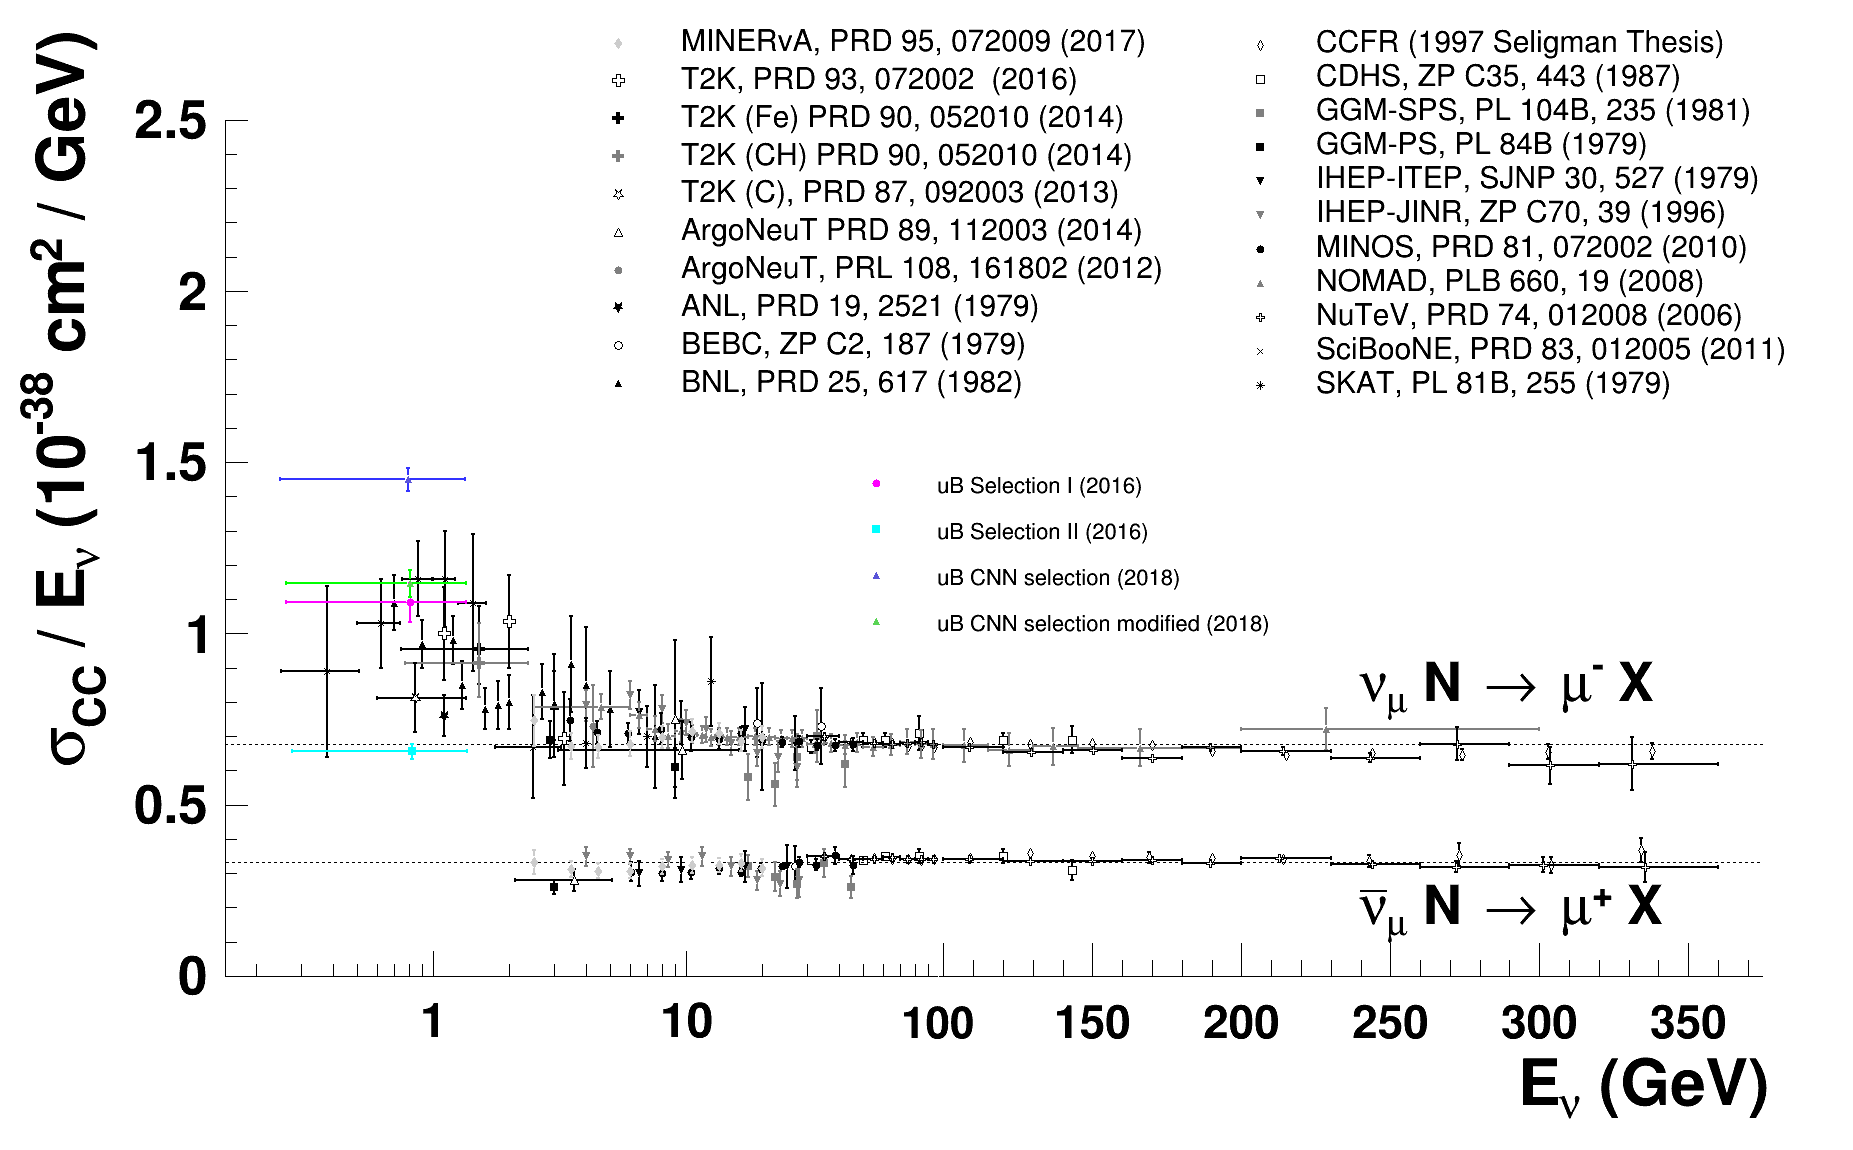 MINERvA, PRD 95, 072009 (2017)
T2K, PRD 93, 072002 (2016)
T2K (Fe) PRD 90, 052010 (2014)
T2K (CH) PRD 90, 052010 (2014)
T2K (C), PRD 87, 092003 (2013)
ArgoNeuT PRD 89, 112003 (2014)
ArgoNeuT, PRL 108, 161802 (2012)
ANL, PRD 19, 2521 (1979)
BEBC, ZP C2, 187 (1979)
BNL, PRD 25, 617 (1982)
CCFR (1997 Seligman Thesis)
CDHS, ZP C35, 443 (1987)
GGM-SPS, PL 104B, 235 (1981)
GGM-PS, PL 84B (1979)
IHEP-ITEP, SJNP 30, 527 (1979)
IHEP-JINR, ZP C70, 39 (1996)
MINOS, PRD 81, 072002 (2010)
NOMAD, PLB 660, 19 (2008)
NuTeV, PRD 74, 012008 (2006)
SciBooNE, PRD 83, 012005 (2011)
SKAT, PL 81B, 255 (1979)
uB Selection I (2016)
uB Selection II (2016)
uB CNN selection (2018)
uB CNN selection modified (2018)
σCC / Eν (10⁻³⁸ cm² / GeV)
2.5
2
1.5
1
0.5
0
νμ N → μ⁻ X
ν̅μ N → μ⁺ X
1 10 100 150 200 250 300 350
Eν (GeV)